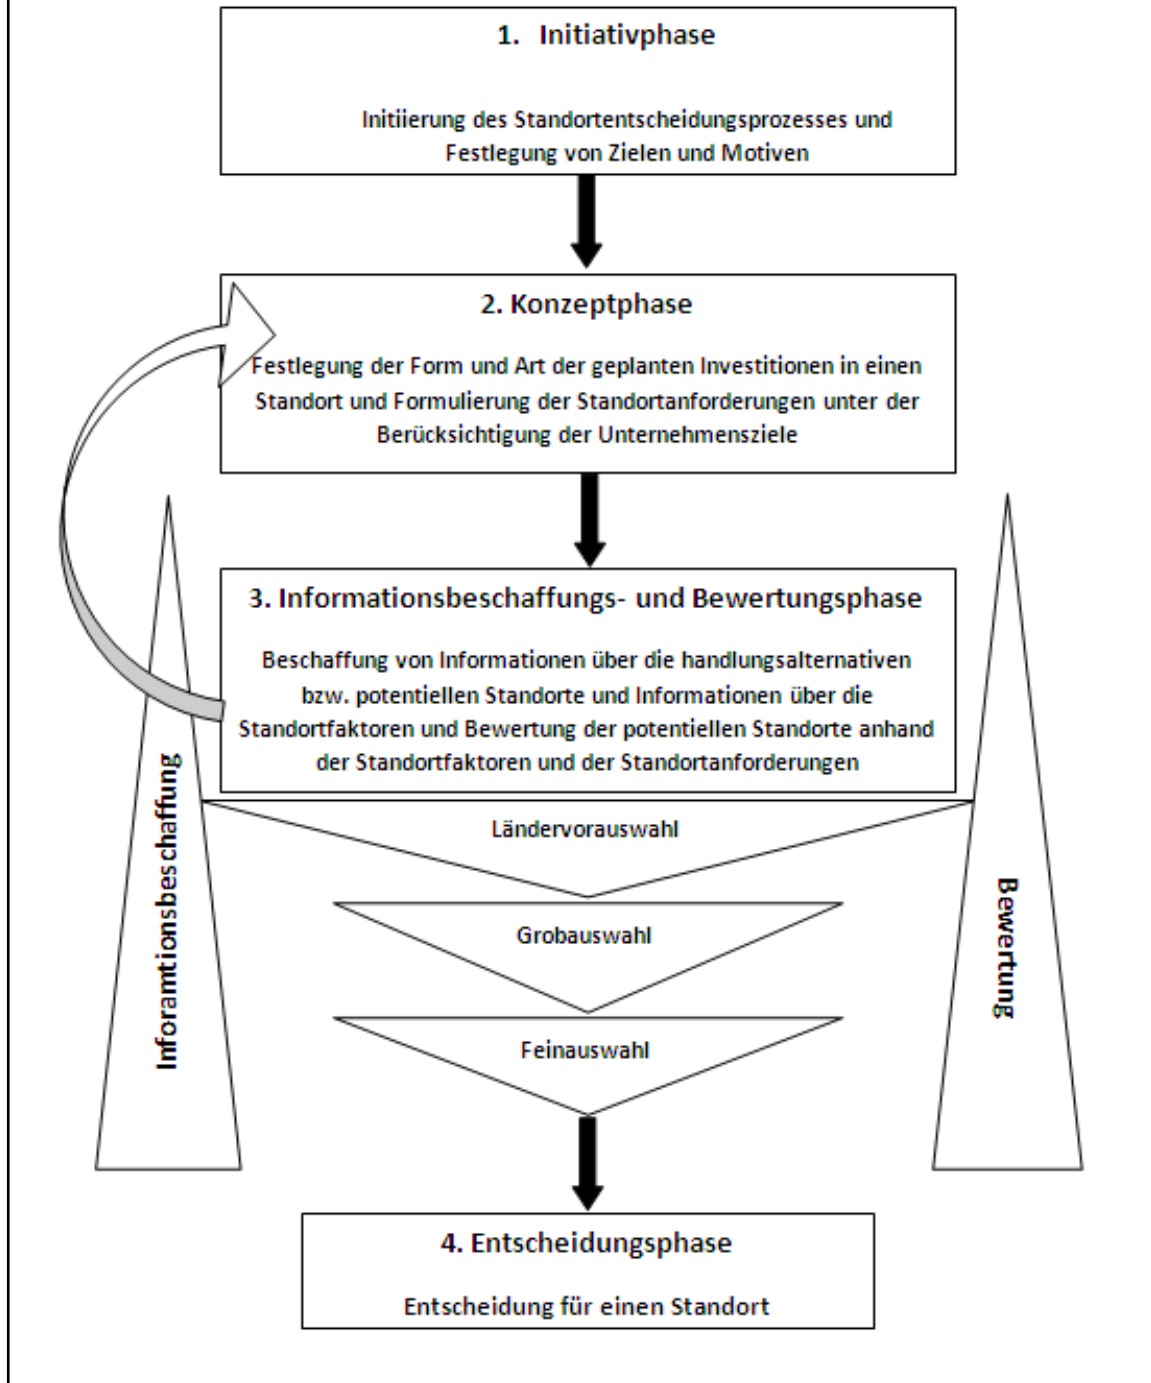 1. Initiativphase
Initiierung des Standortentscheidungsprozesses und
Festlegung von Zielen und Motiven
2. Konzeptphase
Festlegung der Form und Art der geplanten Investitionen in einen
Standort und Formulierung der Standortanforderungen unter der
Berücksichtigung der Unternehmensziele
3. Informationsbeschaffungs- und Bewertungsphase
Beschaffung von Informationen über die handlungsalternativen
bzw. potentiellen Standorte und Informationen über die
Standortfaktoren und Bewertung der potentiellen Standorte anhand
der Standortfaktoren und der Standortanforderungen
Inforamtionsbeschaffung
Ländervorauswahl
Grobauswahl
Feinauswahl
Bewertung
4. Entscheidungsphase
Entscheidung für einen Standort